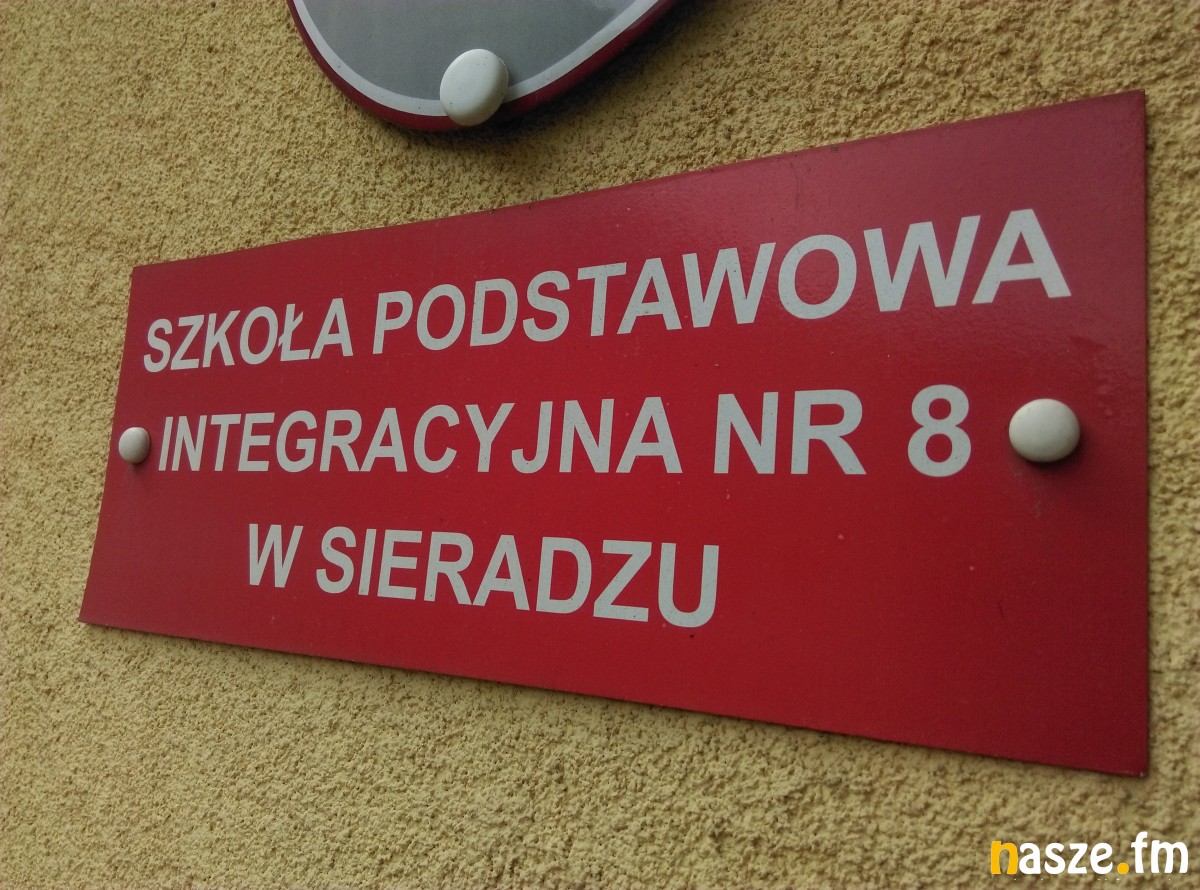 SZKOŁA PODSTAWOWA
INTEGRACYJNA NR 8
W SIERADZU
nasze.fm